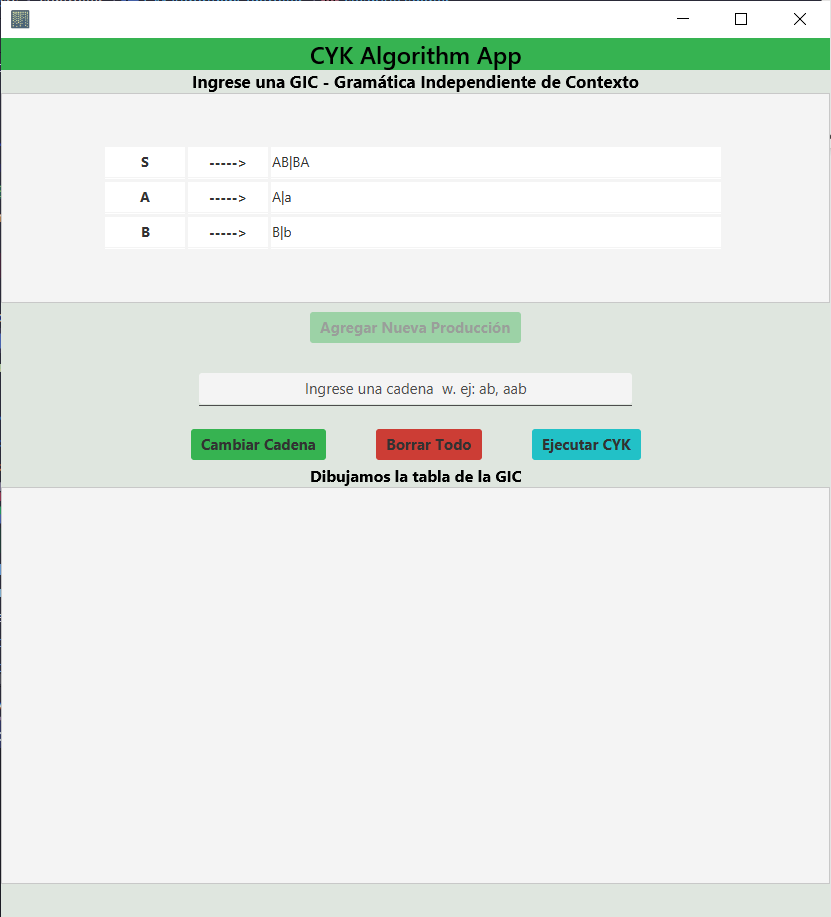 CYK Algorithm App
Ingrese una GIC - Gramática Independiente de Contexto
S -----> AB|BA
A -----> A|a
B -----> B|b
Agregar Nueva Producción
Ingrese una cadena  w. ej: ab, aab
Cambiar Cadena Borrar Todo Ejecutar CYK
Dibujamos la tabla de la GIC